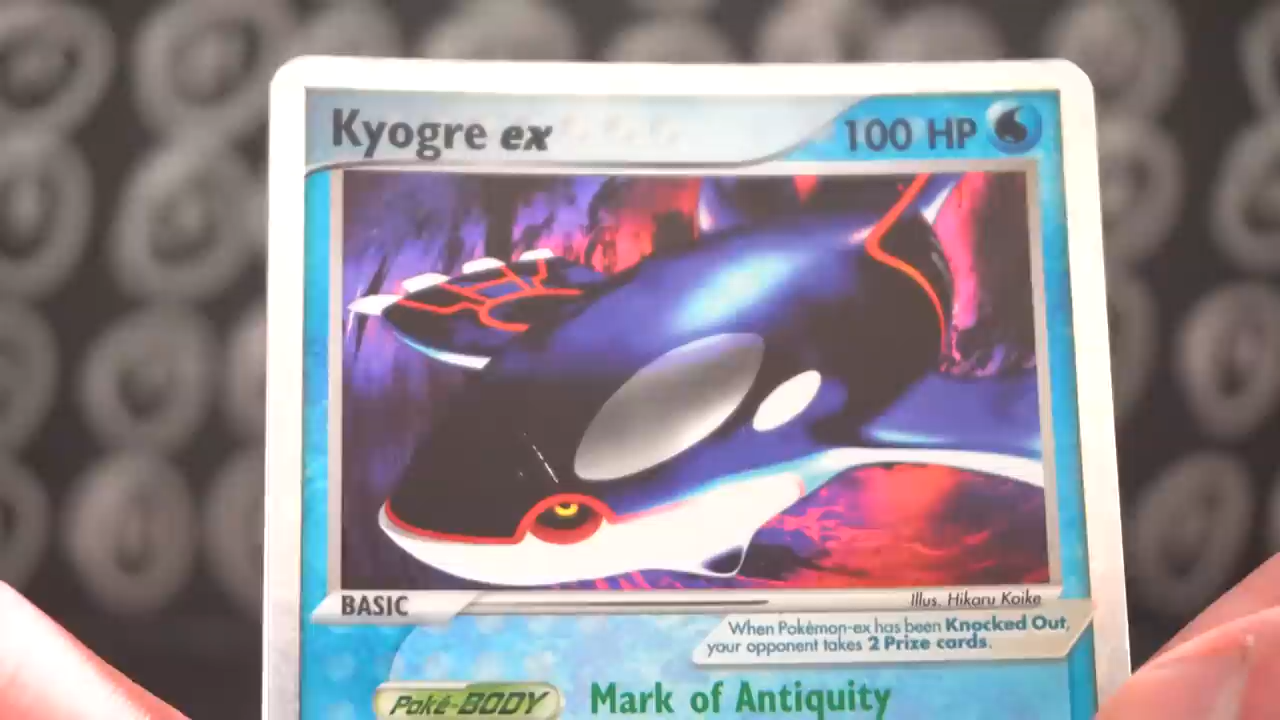 Kyogre ex
100 HP
BASIC
Illus. Hikaru Koike
When Pokémon-ex has been Knocked Out,
your opponent takes 2 Prize cards.
Poké-BODY
Mark of Antiquity